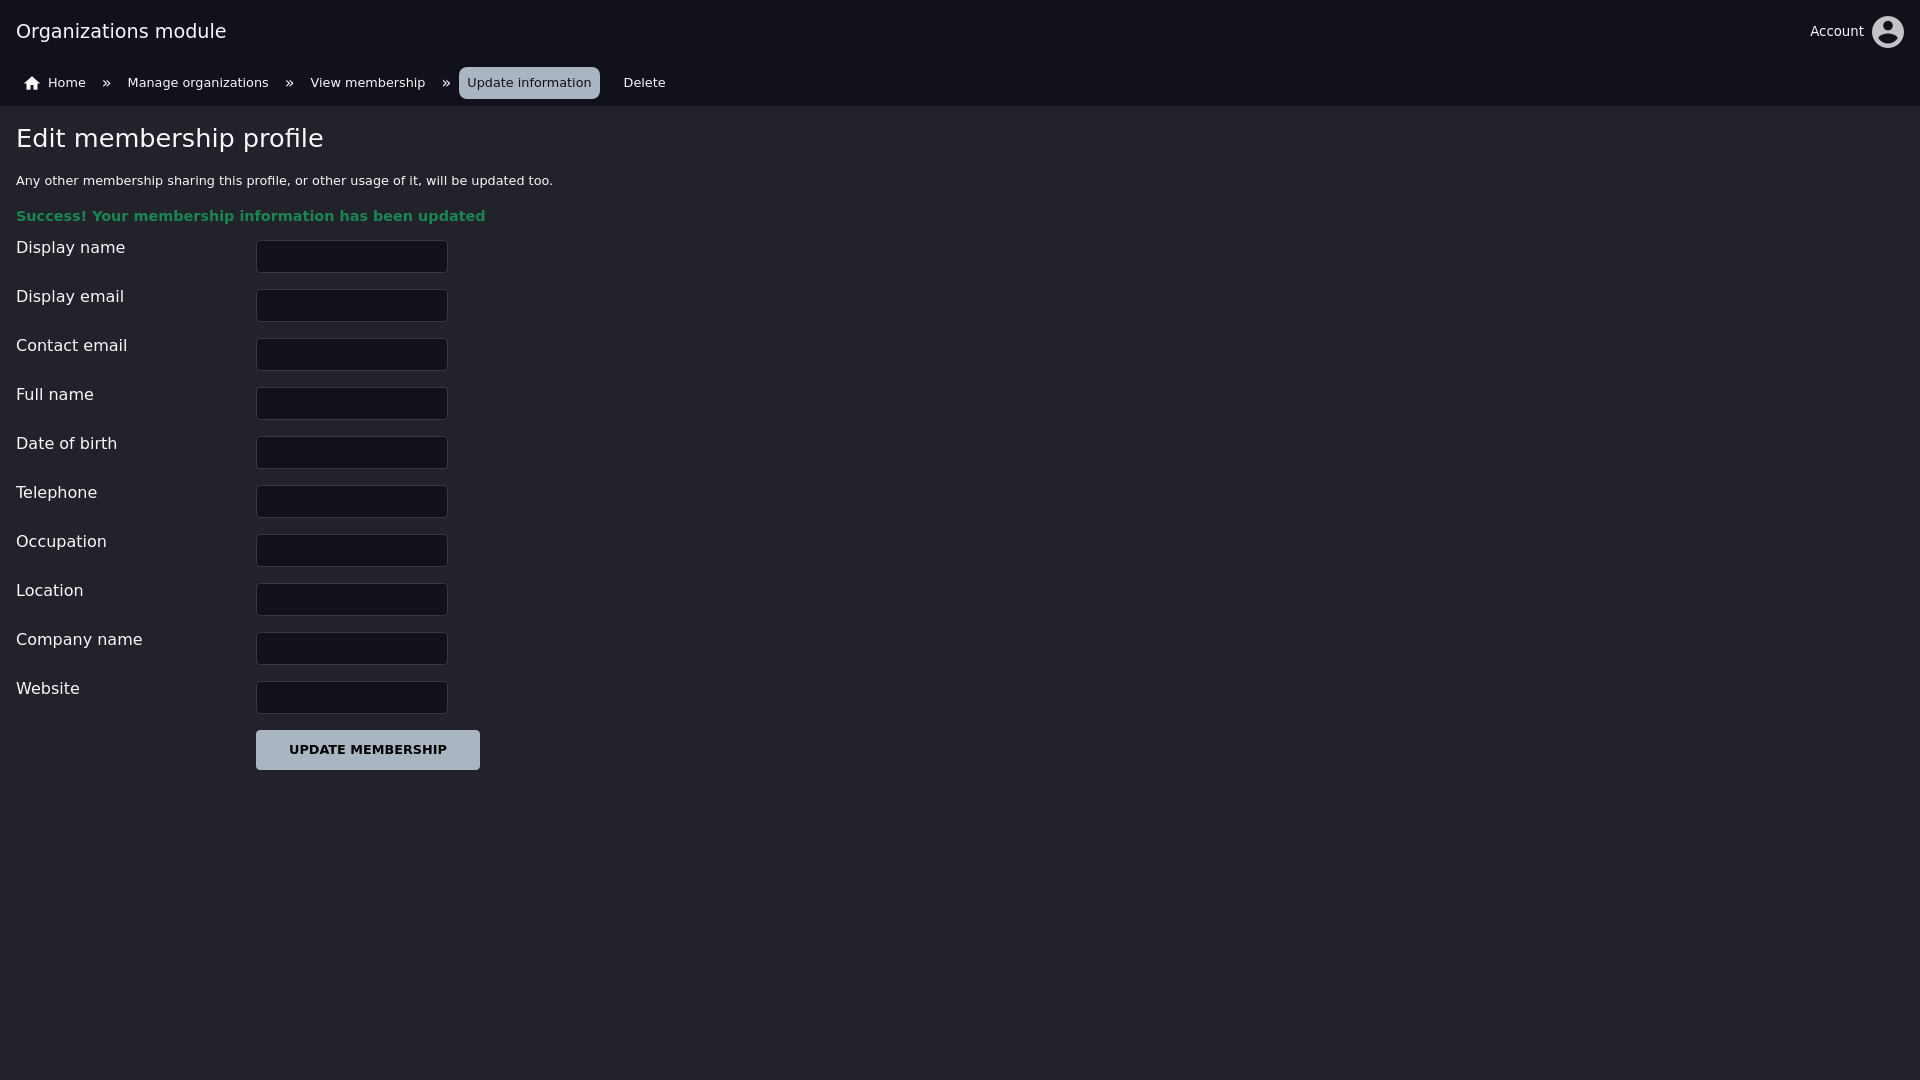 Organizations module
Account
Home » Manage organizations » View membership » Update information Delete
Edit membership profile
Any other membership sharing this profile, or other usage of it, will be updated too.
Success! Your membership information has been updated
Display name
Display email
Contact email
Full name
Date of birth
Telephone
Occupation
Location
Company name
Website
UPDATE MEMBERSHIP